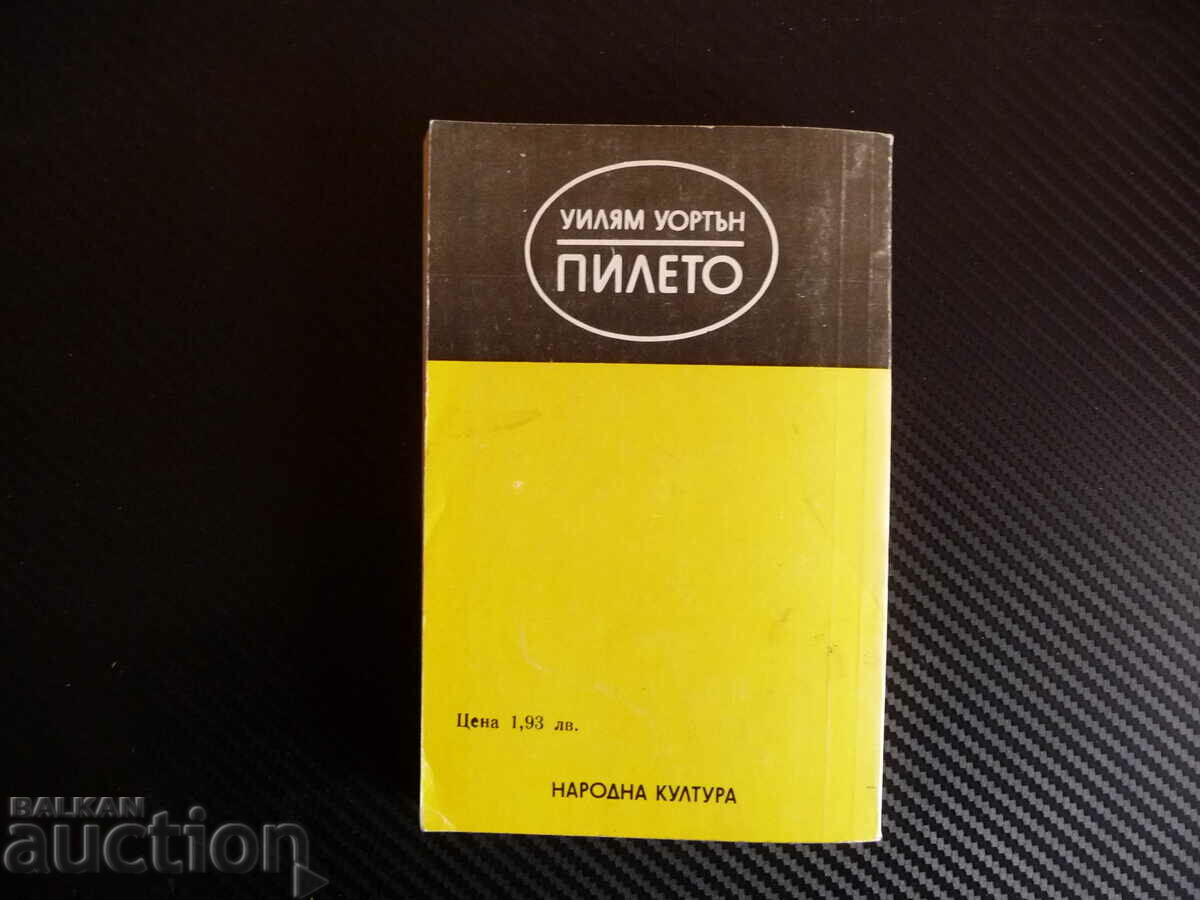 УИЛЯМ УОРТЪН
ПИЛЕТО
Цена 1,93 лв.
НАРОДНА КУЛТУРА
BALKAN
auction